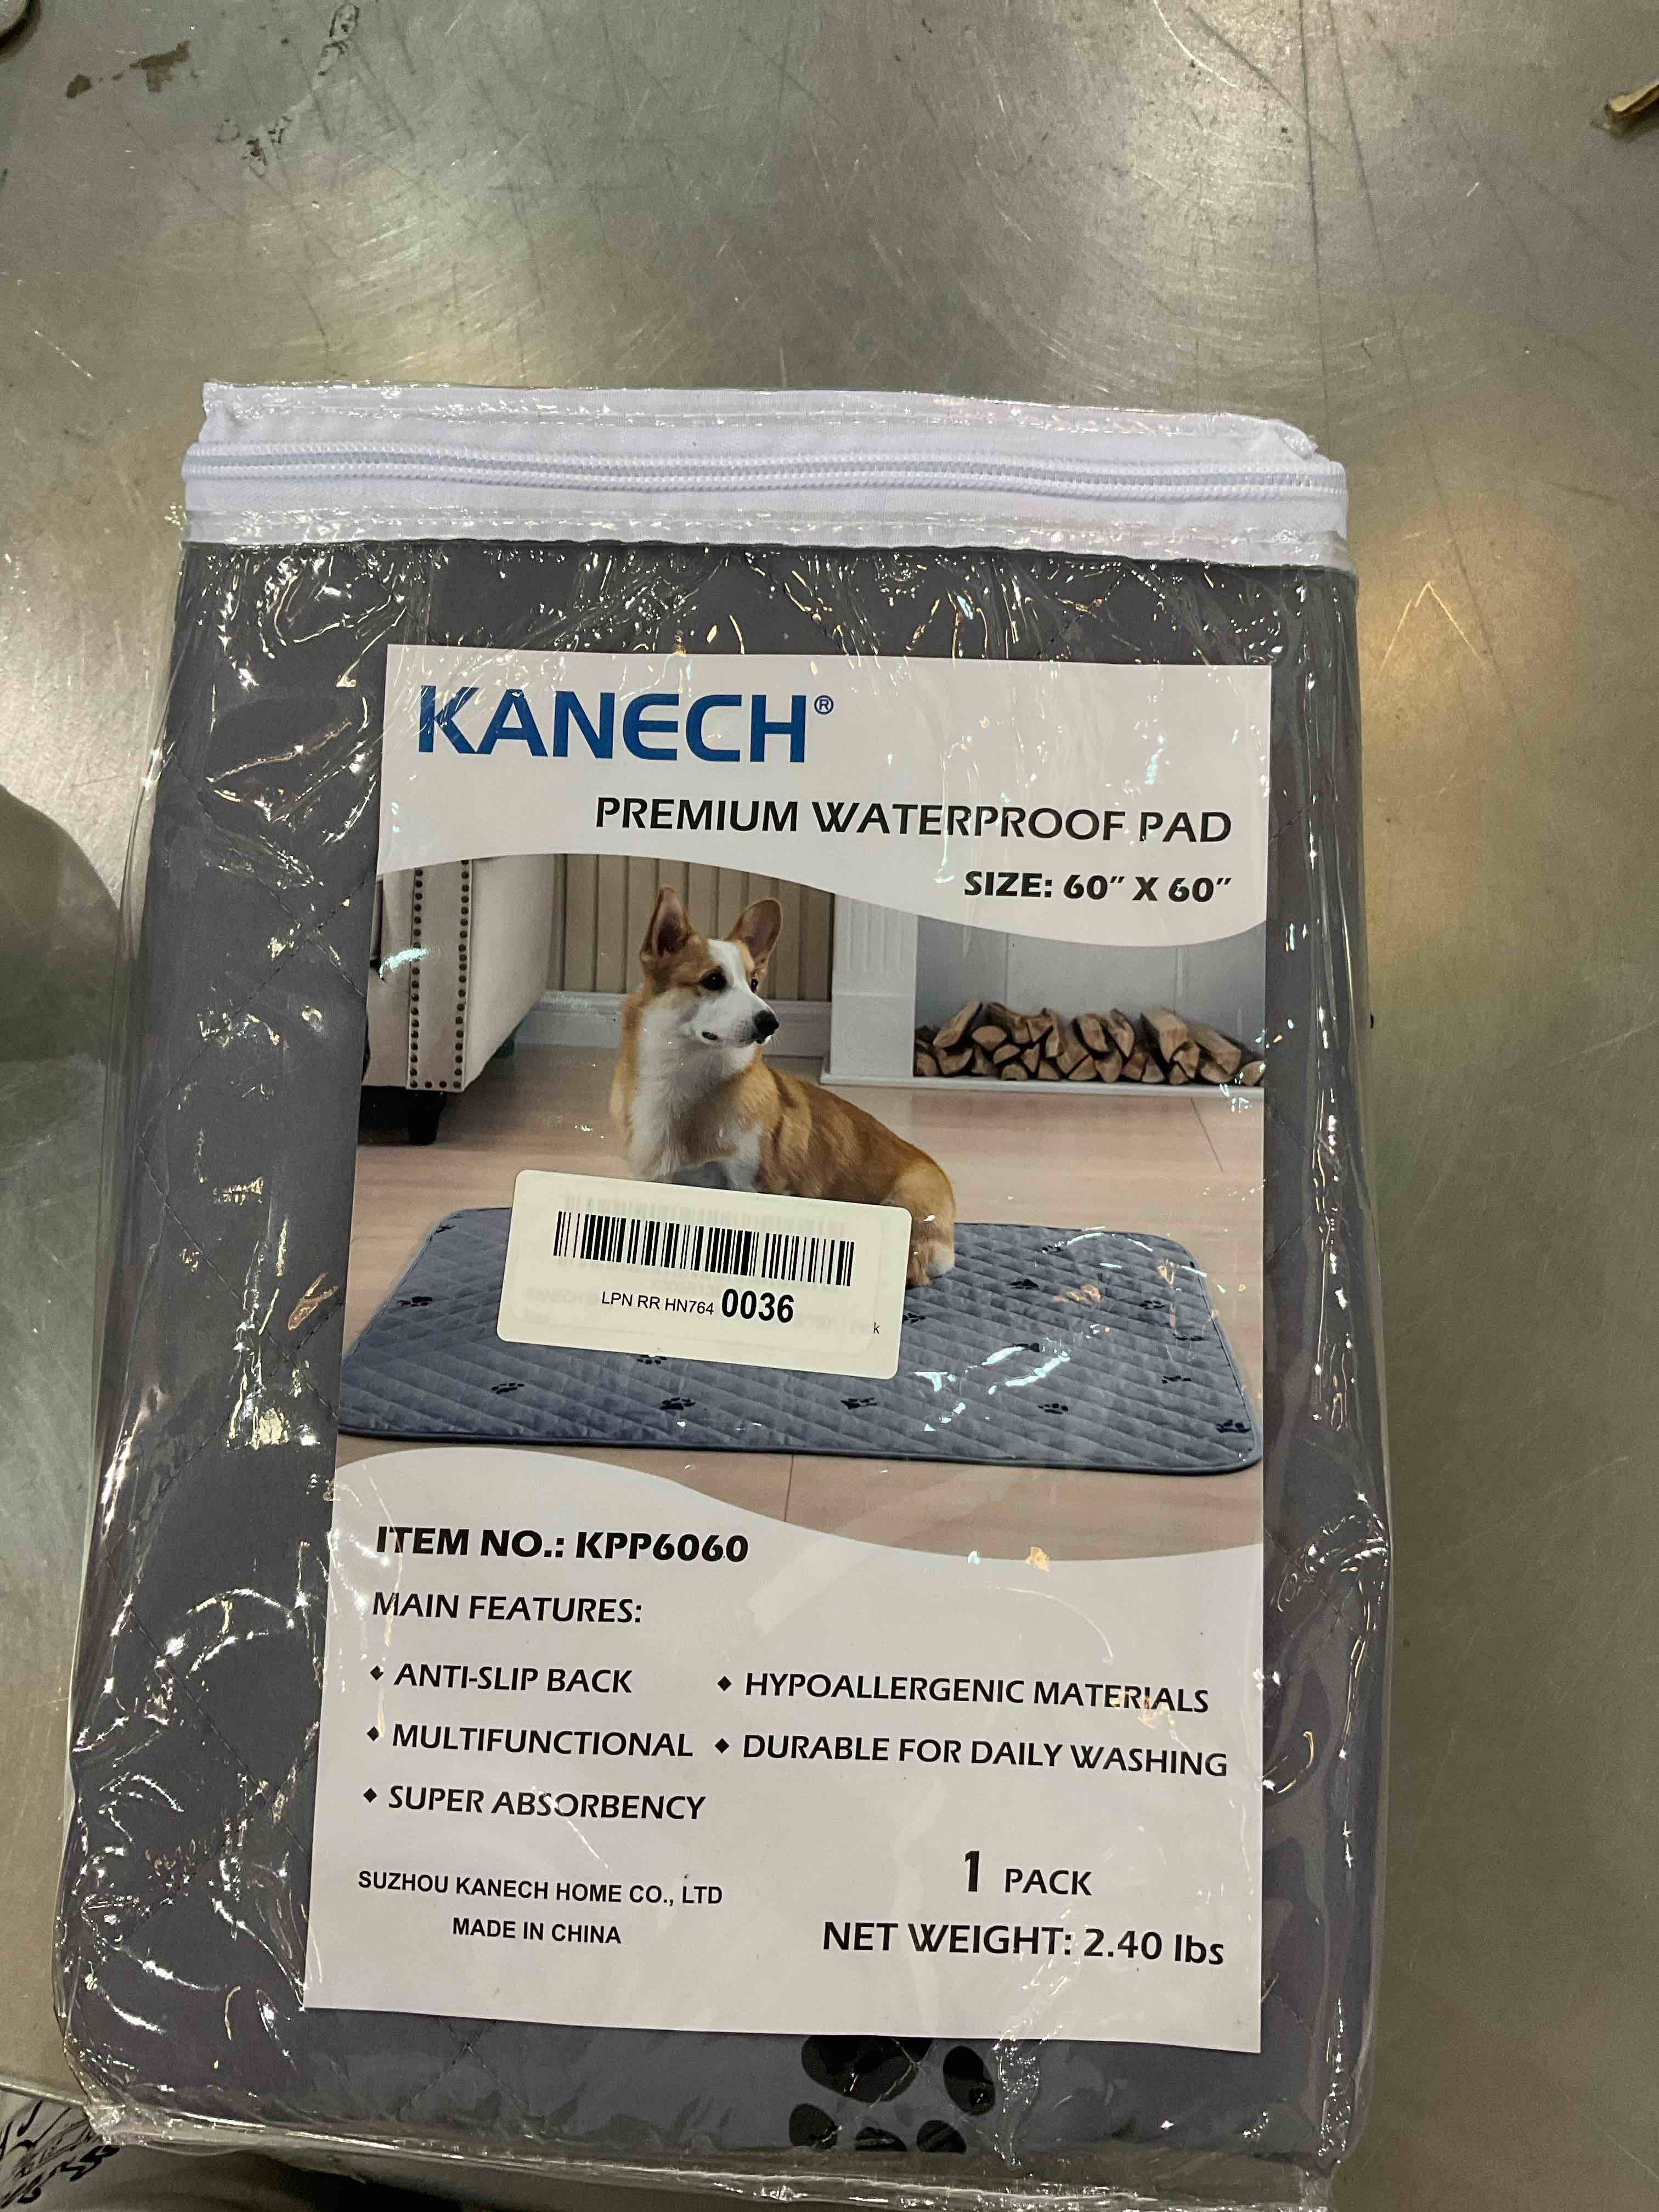 KANECH®
PREMIUM WATERPROOF PAD
SIZE: 60″ X 60″
LPN RR HN764 0036
k
ITEM NO.: KPP6060
MAIN FEATURES:
◆ ANTI-SLIP BACK ◆ HYPOALLERGENIC MATERIALS
◆ MULTIFUNCTIONAL ◆ DURABLE FOR DAILY WASHING
◆ SUPER ABSORBENCY
1 PACK
SUZHOU KANECH HOME CO., LTD
MADE IN CHINA
NET WEIGHT: 2.40 lbs